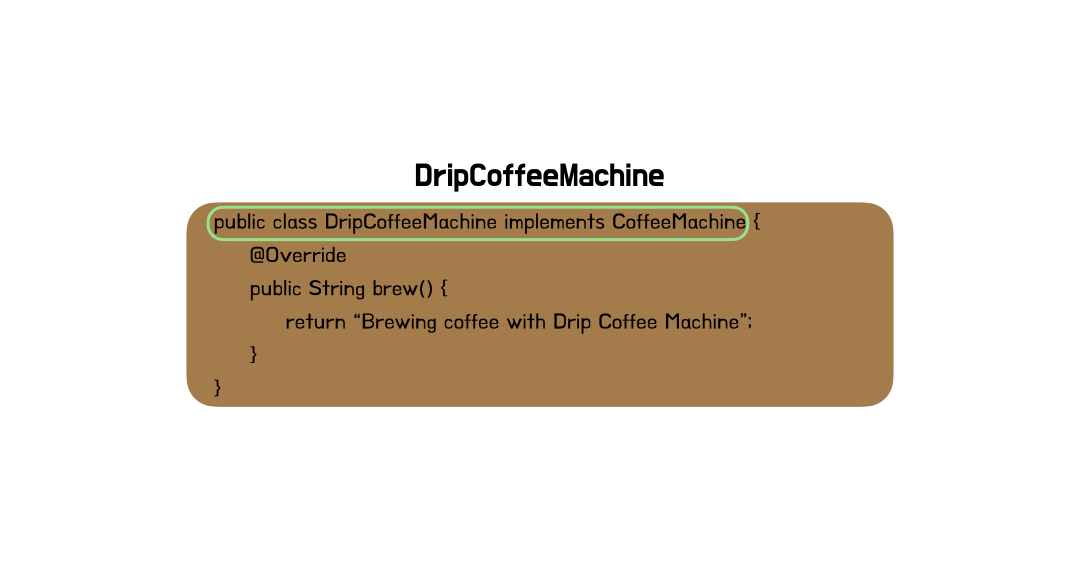 DripCoffeeMachine
public class DripCoffeeMachine implements CoffeeMachine {
@Override
public String brew() {
return “Brewing coffee with Drip Coffee Machine”;
}
}